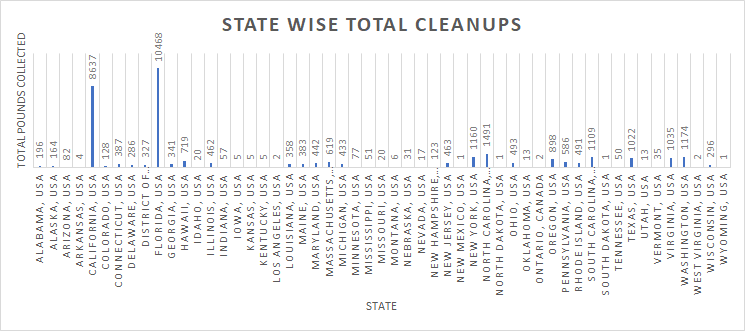 STATE WISE TOTAL CLEANUPS
TOTAL POUNDS COLLECTED
196
164
82
4
8637
128
387
286
327
10468
341
719
20
462
57
5
5
5
2
358
383
442
619
433
77
51
20
6
31
17
123
463
1
1160
1491
1
493
13
2
898
586
491
1109
1
50
1022
13
35
1035
1174
2
296
1
ALABAMA, USA
ALASKA, USA
ARIZONA, USA
ARKANSAS, USA
CALIFORNIA, USA
COLORADO, USA
CONNECTICUT, USA
DELAWARE, USA
DISTRICT OF…
FLORIDA, USA
GEORGIA, USA
HAWAII, USA
IDAHO, USA
ILLINOIS, USA
INDIANA, USA
IOWA, USA
KANSAS, USA
KENTUCKY, USA
LOS ANGELES, USA
LOUISIANA, USA
MAINE, USA
MARYLAND, USA
MASSACHUSETTS,…
MICHIGAN, USA
MINNESOTA, USA
MISSISSIPPI, USA
MISSOURI, USA
MONTANA, USA
NEBRASKA, USA
NEVADA, USA
NEW HAMPSHIRE,…
NEW JERSEY, USA
NEW MEXICO, USA
NEW YORK, USA
NORTH CAROLINA,…
NORTH DAKOTA, USA
OHIO, USA
OKLAHOMA, USA
ONTARIO, CANADA
OREGON, USA
PENNSYLVANIA, USA
RHODE ISLAND, USA
SOUTH CAROLINA,…
SOUTH DAKOTA, USA
TENNESSEE, USA
TEXAS, USA
UTAH, USA
VERMONT, USA
VIRGINIA, USA
WASHINGTON, USA
WEST VIRGINIA, USA
WISCONSIN, USA
WYOMING, USA
STATE